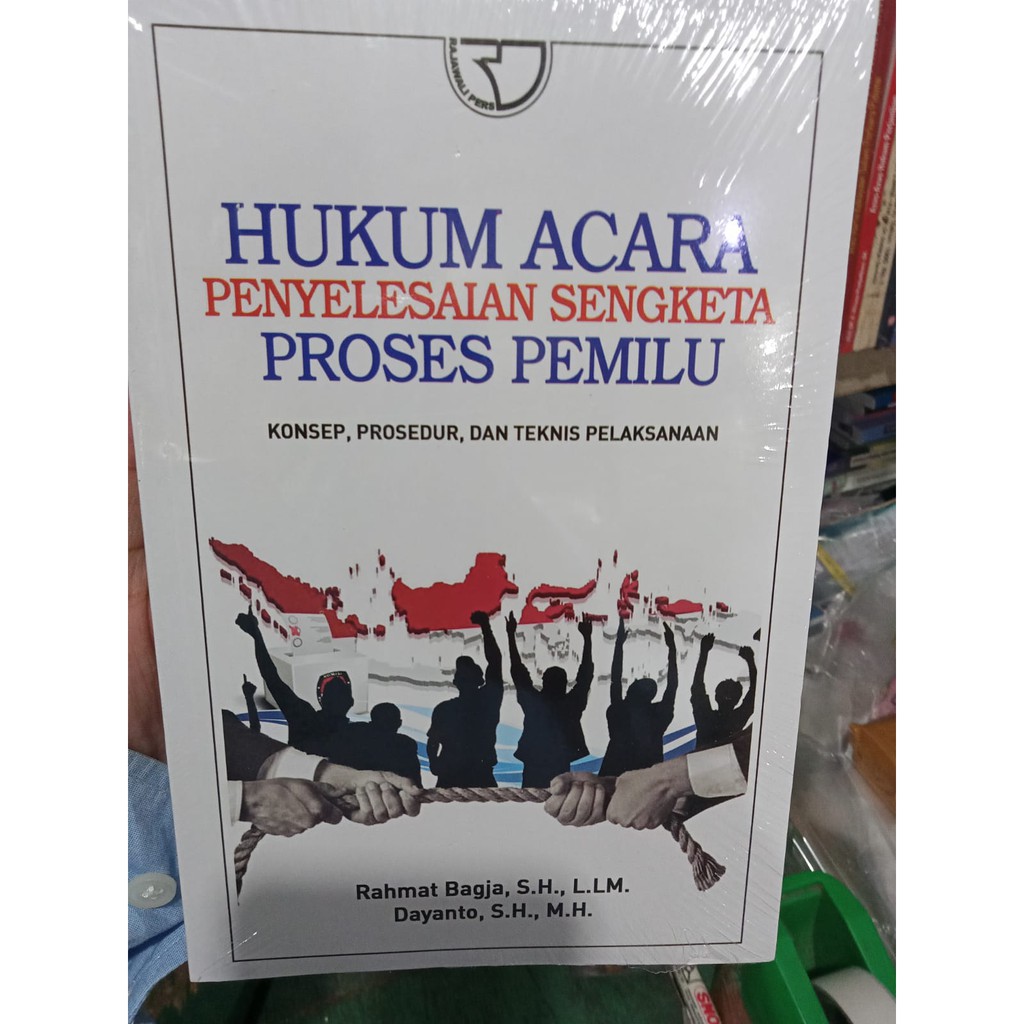 RAJAWALI PERS
HUKUM ACARA
PENYELESAIAN SENGKETA
PROSES PEMILU
KONSEP, PROSEDUR, DAN TEKNIS PELAKSANAAN
Rahmat Bagja, S.H., L.LM.
Dayanto, S.H., M.H.